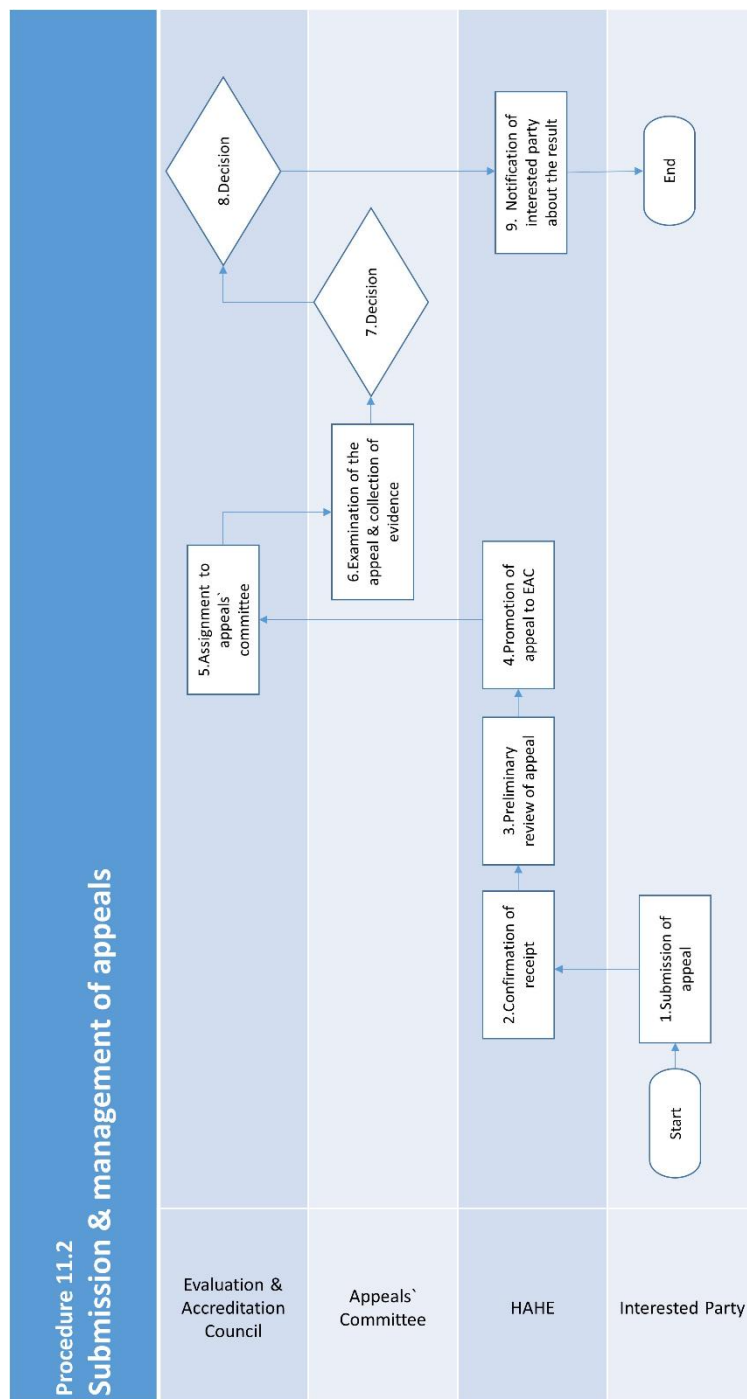 Procedure 11.2
Submission & management of appeals
Evaluation &
Accreditation
Council
Appeals`
Committee
HAHE
Interested Party
Start
1.Submission of
appeal
2.Confirmation of
receipt
3.Preliminary
review of appeal
4.Promotion of
appeal to EAC
5.Assignment to
appeals`
committee
6.Examination of the
appeal & collection of
evidence
7.Decision
8.Decision
9. Notification of
interested party
about the result
End